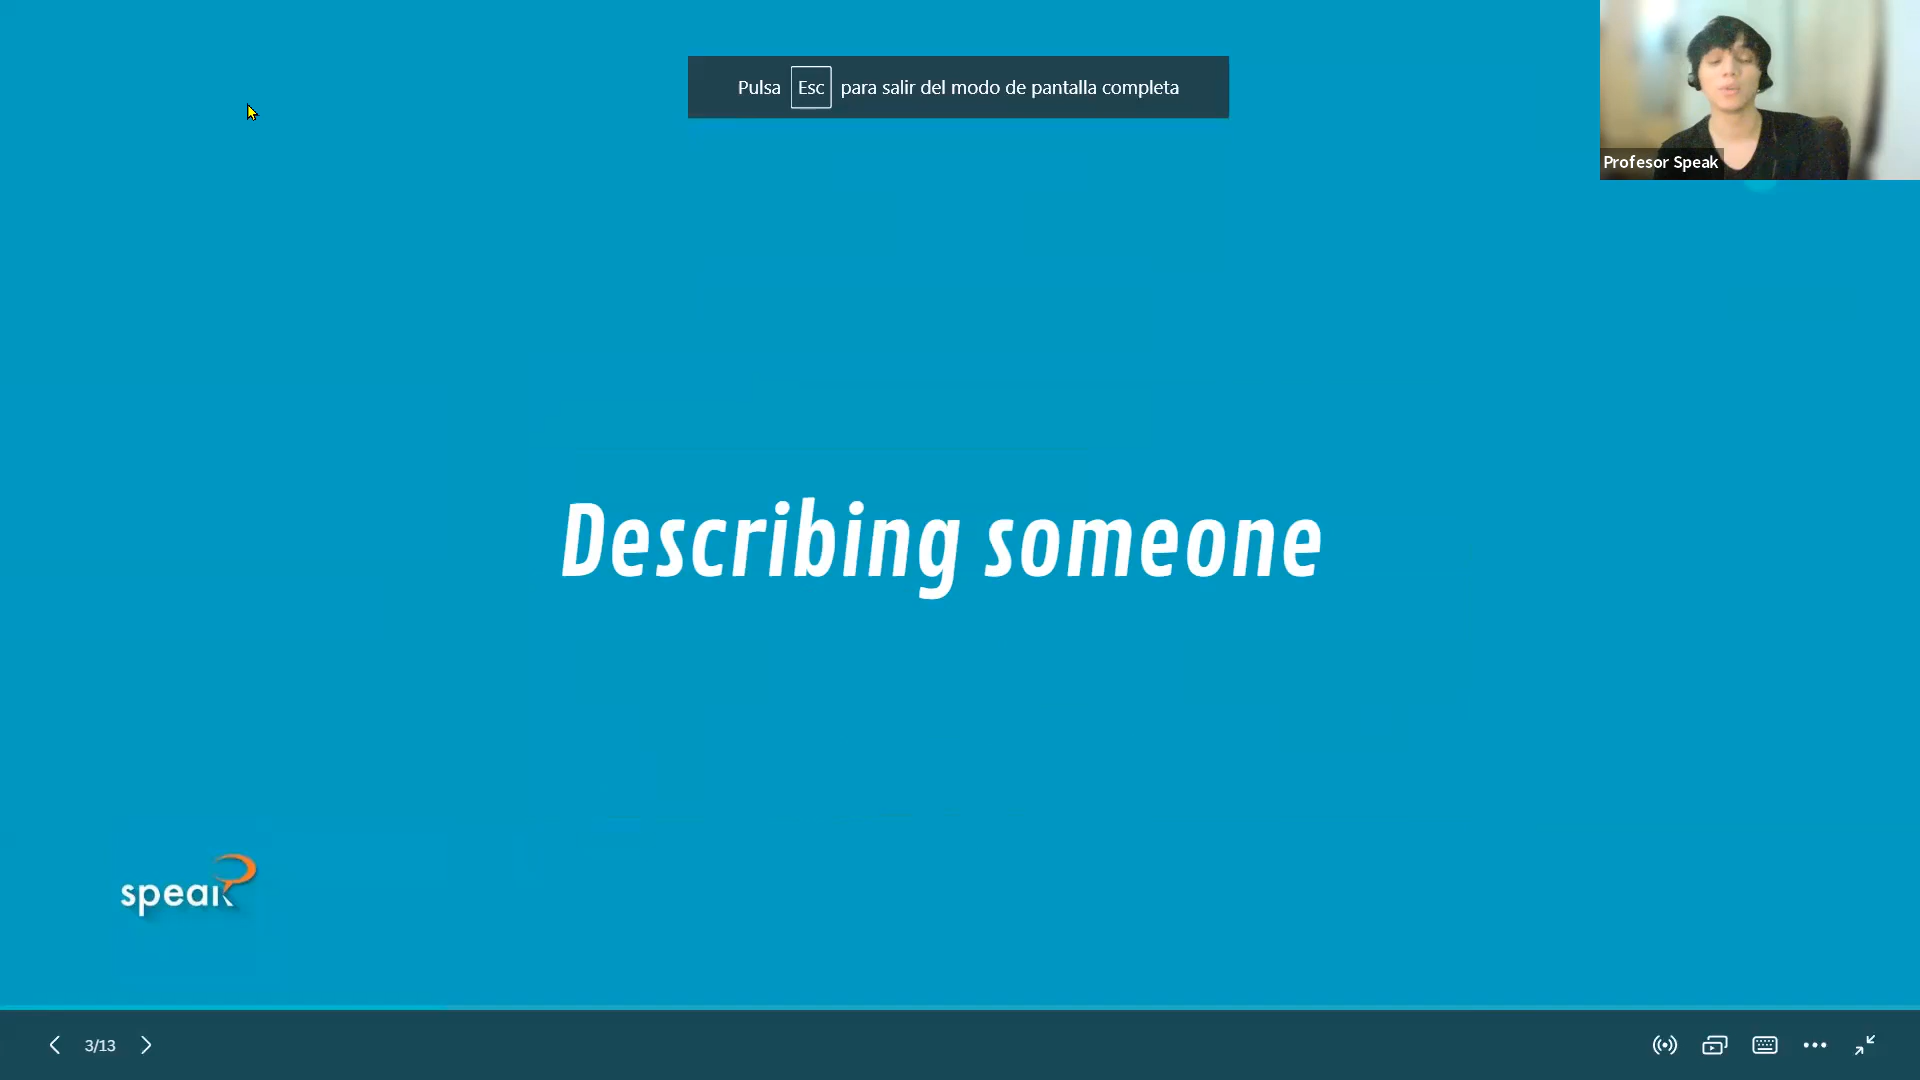 Pulsa Esc para salir del modo de pantalla completa
Profesor Speak
Describing someone
speak
3/13